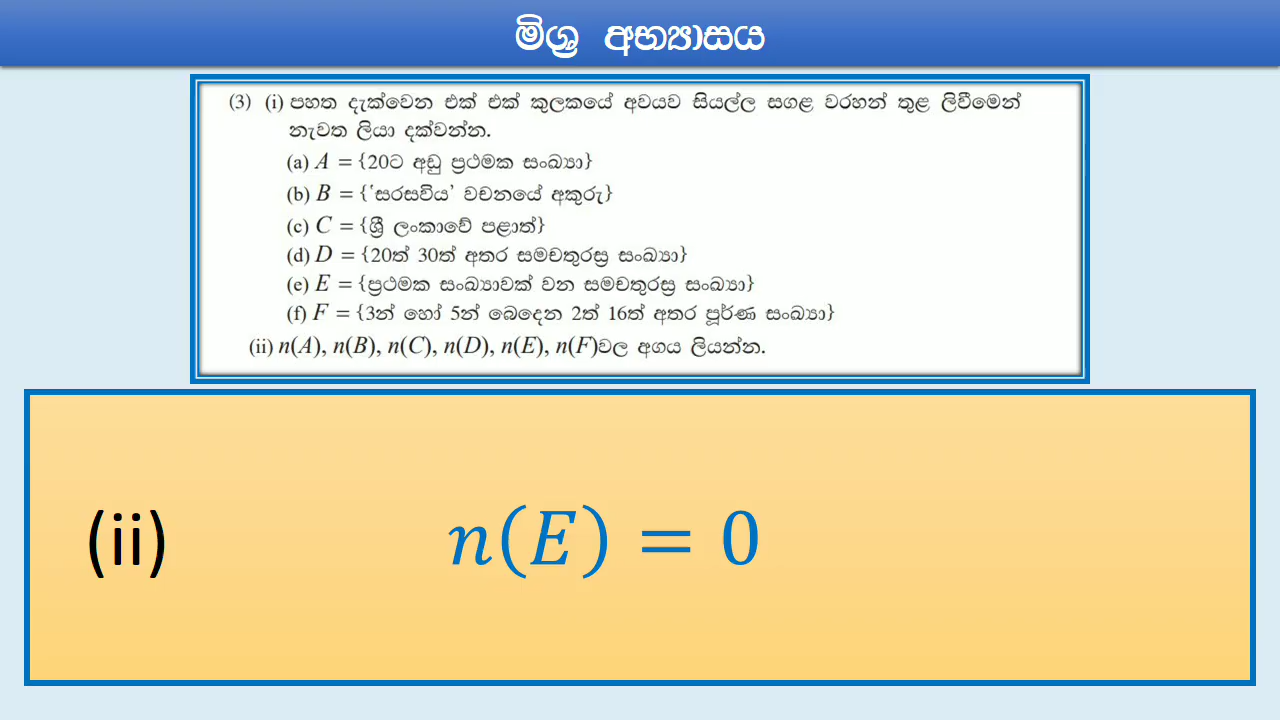 මිශ්‍ර අභ්‍යාසය
(3) (i) පහත දැක්වෙන එක් එක් කුලකයේ අවයව සියල්ල සගළ වරහන් තුළ ලිවීමෙන්
නැවත ලියා දක්වන්න.
(a) A = {20ට අඩු ප්‍රථමක සංඛ්‍යා}
(b) B = {‘සරසවිය’ වචනයේ අකුරු}
(c) C = {ශ්‍රී ලංකාවේ පළාත්}
(d) D = {20ත් 30ත් අතර සමචතුරස්‍ර සංඛ්‍යා}
(e) E = {ප්‍රථමක සංඛ්‍යාවක් වන සමචතුරස්‍ර සංඛ්‍යා}
(f) F = {3න් හෝ 5න් බෙදෙන 2ත් 16ත් අතර පූර්ණ සංඛ්‍යා}
(ii) n(A), n(B), n(C), n(D), n(E), n(F)වල අගය ලියන්න.
(ii) n(E) = 0